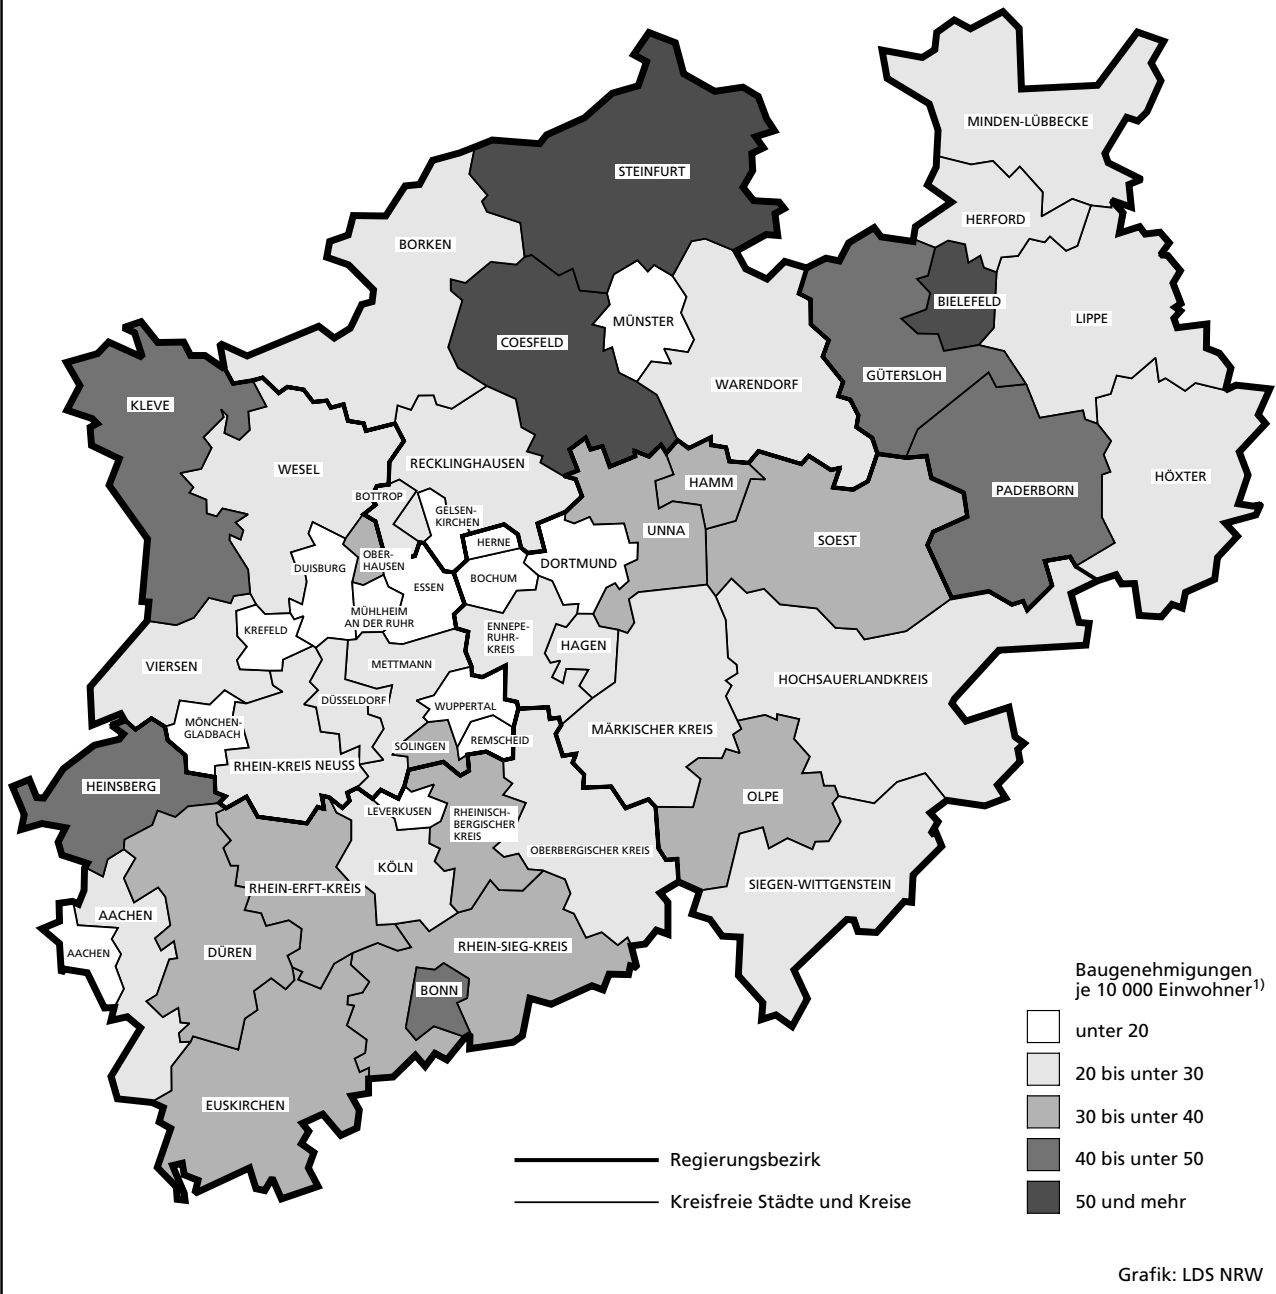 MINDEN-LÜBBECKE
STEINFURT
HERFORD
BORKEN
BIELEFELD
LIPPE
MÜNSTER
COESFELD
GÜTERSLOH
WARENDORF
KLEVE
RECKLINGHAUSEN
WESEL
HÖXTER
HAMM
PADERBORN
BOTTROP
GELSEN-
KIRCHEN
UNNA
SOEST
HERNE
OBER-
HAUSEN
DORTMUND
DUISBURG
BOCHUM
ESSEN
MÜHLHEIM
AN DER RUHR
KREFELD
ENNEPE-
RUHR-
KREIS
HAGEN
VIERSEN
METTMANN
HOCHSAUERLANDKREIS
DÜSSELDORF
WUPPERTAL
MÖNCHEN-
GLADBACH
MÄRKISCHER KREIS
REMSCHEID
SOLINGEN
RHEIN-KREIS NEUSS
HEINSBERG
OLPE
LEVERKUSEN
RHEINISCH-
BERGISCHER
KREIS
OBERBERGISCHER KREIS
KÖLN
SIEGEN-WITTGENSTEIN
RHEIN-ERFT-KREIS
AACHEN
RHEIN-SIEG-KREIS
DÜREN
AACHEN
BONN
EUSKIRCHEN
Baugenehmigungen
je 10 000 Einwohner1)
unter 20
20 bis unter 30
30 bis unter 40
40 bis unter 50
50 und mehr
Regierungsbezirk
Kreisfreie Städte und Kreise
Grafik: LDS NRW